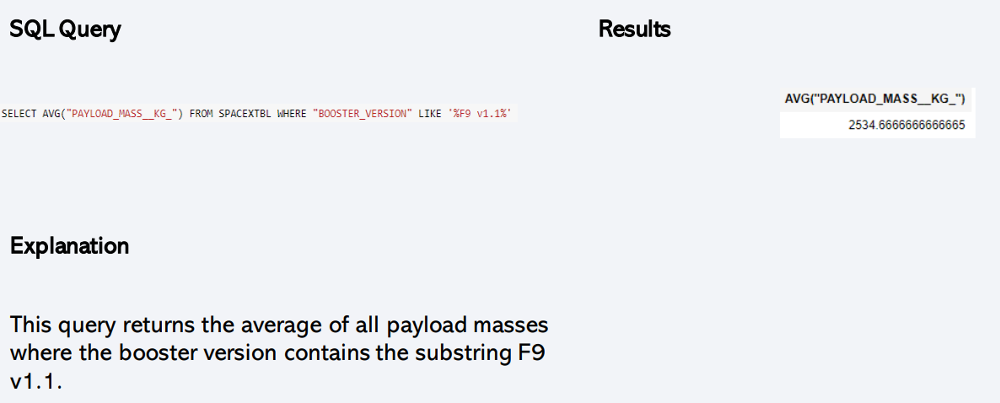 SQL Query
Results
SELECT AVG("PAYLOAD_MASS__KG_") FROM SPACEXTBL WHERE "BOOSTER_VERSION" LIKE '%F9 v1.1%'
AVG("PAYLOAD_MASS__KG_")
2534.6666666666665
Explanation
This query returns the average of all payload masses
where the booster version contains the substring F9
v1.1.